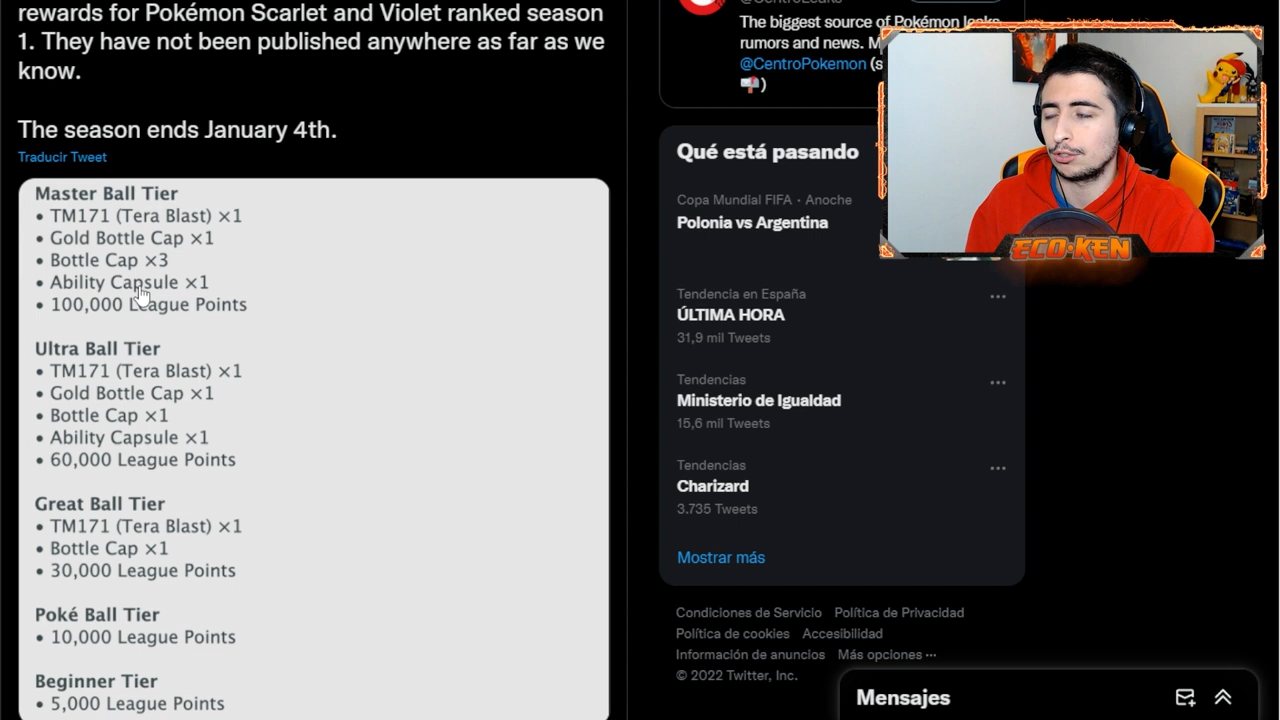 rewards for Pokémon Scarlet and Violet ranked season
1. They have not been published anywhere as far as we
know.
The season ends January 4th.
Traducir Tweet
Master Ball Tier
• TM171 (Tera Blast) ×1
• Gold Bottle Cap ×1
• Bottle Cap ×3
• Ability Capsule ×1
• 100,000 League Points
Ultra Ball Tier
• TM171 (Tera Blast) ×1
• Gold Bottle Cap ×1
• Bottle Cap ×1
• Ability Capsule ×1
• 60,000 League Points
Great Ball Tier
• TM171 (Tera Blast) ×1
• Bottle Cap ×1
• 30,000 League Points
Poké Ball Tier
• 10,000 League Points
Beginner Tier
• 5,000 League Points
The biggest source of Pokémon leaks
rumors and news. M
@CentroPokemon (s
)
Qué está pasando
Copa Mundial FIFA · Anoche
Polonia vs Argentina
Tendencia en España
ÚLTIMA HORA
31,9 mil Tweets
Tendencias
Ministerio de Igualdad
15,6 mil Tweets
Tendencias
Charizard
3.735 Tweets
Mostrar más
Condiciones de Servicio Política de Privacidad
Política de cookies Accesibilidad
Información de anuncios Más opciones ···
© 2022 Twitter, Inc.
Mensajes
ECO·KEN